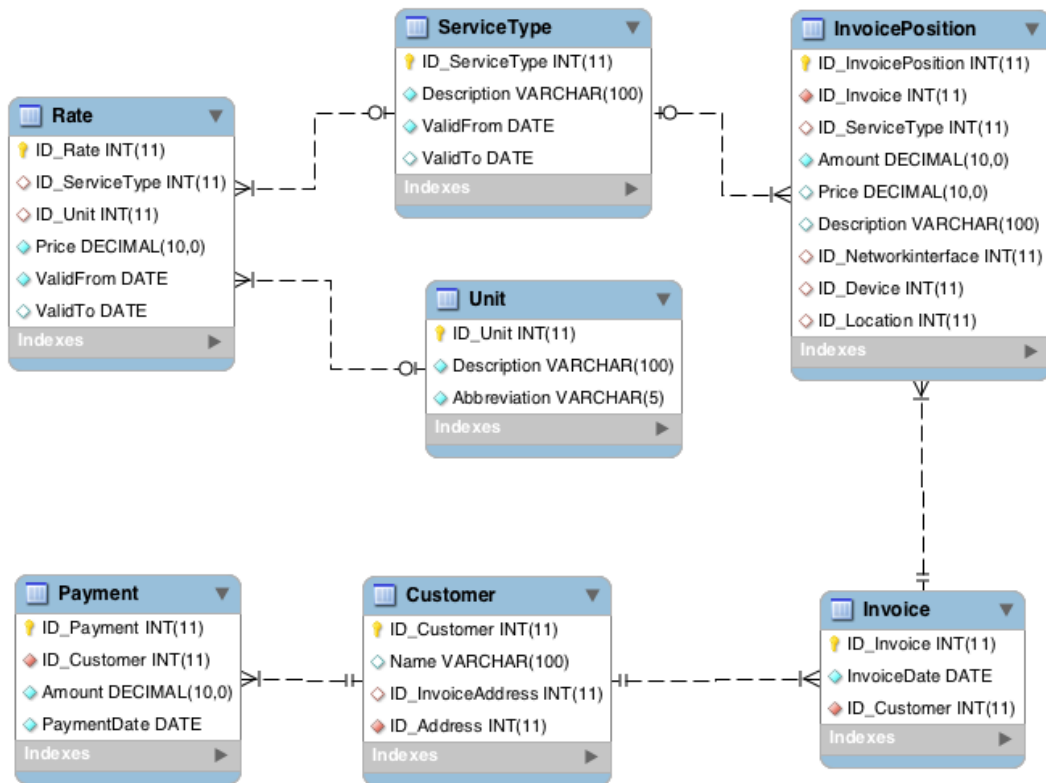 ServiceType
ID_ServiceType INT(11)
Description VARCHAR(100)
ValidFrom DATE
ValidTo DATE
Indexes
InvoicePosition
ID_InvoicePosition INT(11)
ID_Invoice INT(11)
ID_ServiceType INT(11)
Amount DECIMAL(10,0)
Price DECIMAL(10,0)
Description VARCHAR(100)
ID_Networkinterface INT(11)
ID_Device INT(11)
ID_Location INT(11)
Indexes
Rate
ID_Rate INT(11)
ID_ServiceType INT(11)
ID_Unit INT(11)
Price DECIMAL(10,0)
ValidFrom DATE
ValidTo DATE
Indexes
Unit
ID_Unit INT(11)
Description VARCHAR(100)
Abbreviation VARCHAR(5)
Indexes
Payment
ID_Payment INT(11)
ID_Customer INT(11)
Amount DECIMAL(10,0)
PaymentDate DATE
Indexes
Customer
ID_Customer INT(11)
Name VARCHAR(100)
ID_InvoiceAddress INT(11)
ID_Address INT(11)
Indexes
Invoice
ID_Invoice INT(11)
InvoiceDate DATE
ID_Customer INT(11)
Indexes